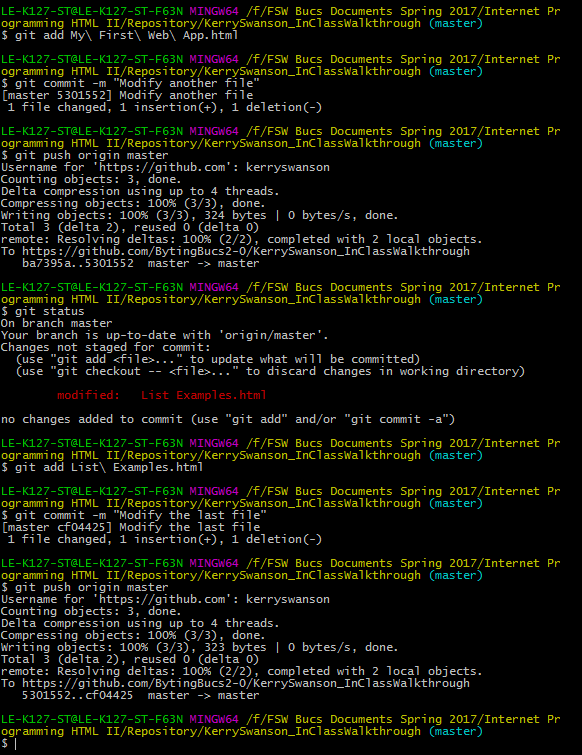 LE-K127-ST@LE-K127-ST-F63N MINGW64 /f/FSW Bucs Documents Spring 2017/Internet Pr
ogramming HTML II/Repository/KerrySwanson_InClassWalkthrough (master)
$ git add My\ First\ Web\ App.html
LE-K127-ST@LE-K127-ST-F63N MINGW64 /f/FSW Bucs Documents Spring 2017/Internet Pr
ogramming HTML II/Repository/KerrySwanson_InClassWalkthrough (master)
$ git commit -m "Modify another file"
[master 5301552] Modify another file
 1 file changed, 1 insertion(+), 1 deletion(-)
LE-K127-ST@LE-K127-ST-F63N MINGW64 /f/FSW Bucs Documents Spring 2017/Internet Pr
ogramming HTML II/Repository/KerrySwanson_InClassWalkthrough (master)
$ git push origin master
Username for 'https://github.com': kerryswanson
Counting objects: 3, done.
Delta compression using up to 4 threads.
Compressing objects: 100% (3/3), done.
Writing objects: 100% (3/3), 324 bytes | 0 bytes/s, done.
Total 3 (delta 2), reused 0 (delta 0)
remote: Resolving deltas: 100% (2/2), completed with 2 local objects.
To https://github.com/BytingBucs2-0/KerrySwanson_InClassWalkthrough
   ba7395a..5301552  master -> master
LE-K127-ST@LE-K127-ST-F63N MINGW64 /f/FSW Bucs Documents Spring 2017/Internet Pr
ogramming HTML II/Repository/KerrySwanson_InClassWalkthrough (master)
$ git status
On branch master
Your branch is up-to-date with 'origin/master'.
Changes not staged for commit:
  (use "git add <file>..." to update what will be committed)
  (use "git checkout -- <file>..." to discard changes in working directory)
        modified:   List Examples.html
no changes added to commit (use "git add" and/or "git commit -a")
LE-K127-ST@LE-K127-ST-F63N MINGW64 /f/FSW Bucs Documents Spring 2017/Internet Pr
ogramming HTML II/Repository/KerrySwanson_InClassWalkthrough (master)
$ git add List\ Examples.html
LE-K127-ST@LE-K127-ST-F63N MINGW64 /f/FSW Bucs Documents Spring 2017/Internet Pr
ogramming HTML II/Repository/KerrySwanson_InClassWalkthrough (master)
$ git commit -m "Modify the last file"
[master cf04425] Modify the last file
 1 file changed, 1 insertion(+), 1 deletion(-)
LE-K127-ST@LE-K127-ST-F63N MINGW64 /f/FSW Bucs Documents Spring 2017/Internet Pr
ogramming HTML II/Repository/KerrySwanson_InClassWalkthrough (master)
$ git push origin master
Username for 'https://github.com': kerryswanson
Counting objects: 3, done.
Delta compression using up to 4 threads.
Compressing objects: 100% (3/3), done.
Writing objects: 100% (3/3), 323 bytes | 0 bytes/s, done.
Total 3 (delta 2), reused 0 (delta 0)
remote: Resolving deltas: 100% (2/2), completed with 2 local objects.
To https://github.com/BytingBucs2-0/KerrySwanson_InClassWalkthrough
   5301552..cf04425  master -> master
LE-K127-ST@LE-K127-ST-F63N MINGW64 /f/FSW Bucs Documents Spring 2017/Internet Pr
ogramming HTML II/Repository/KerrySwanson_InClassWalkthrough (master)
$